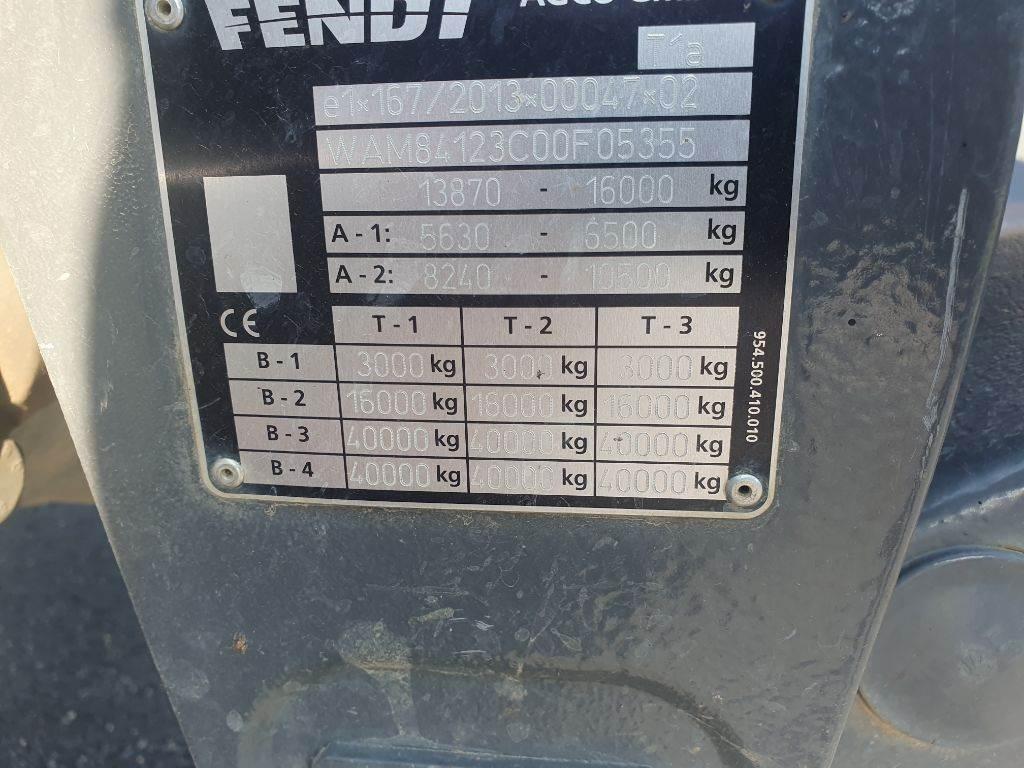 FENDT AGCO
T1a
e1*167/2013*00047*02
WAM84123C00F05355
13870 - 16000 kg
A - 1: 5630 - 6500 kg
A - 2: 8240 - 10500 kg
CE
T - 1 T - 2 T - 3
B - 1 3000 kg 3000 kg 3000 kg
B - 2 16000 kg 16000 kg 16000 kg
B - 3 40000 kg 40000 kg 40000 kg
B - 4 40000 kg 40000 kg 40000 kg
954.500.410.010